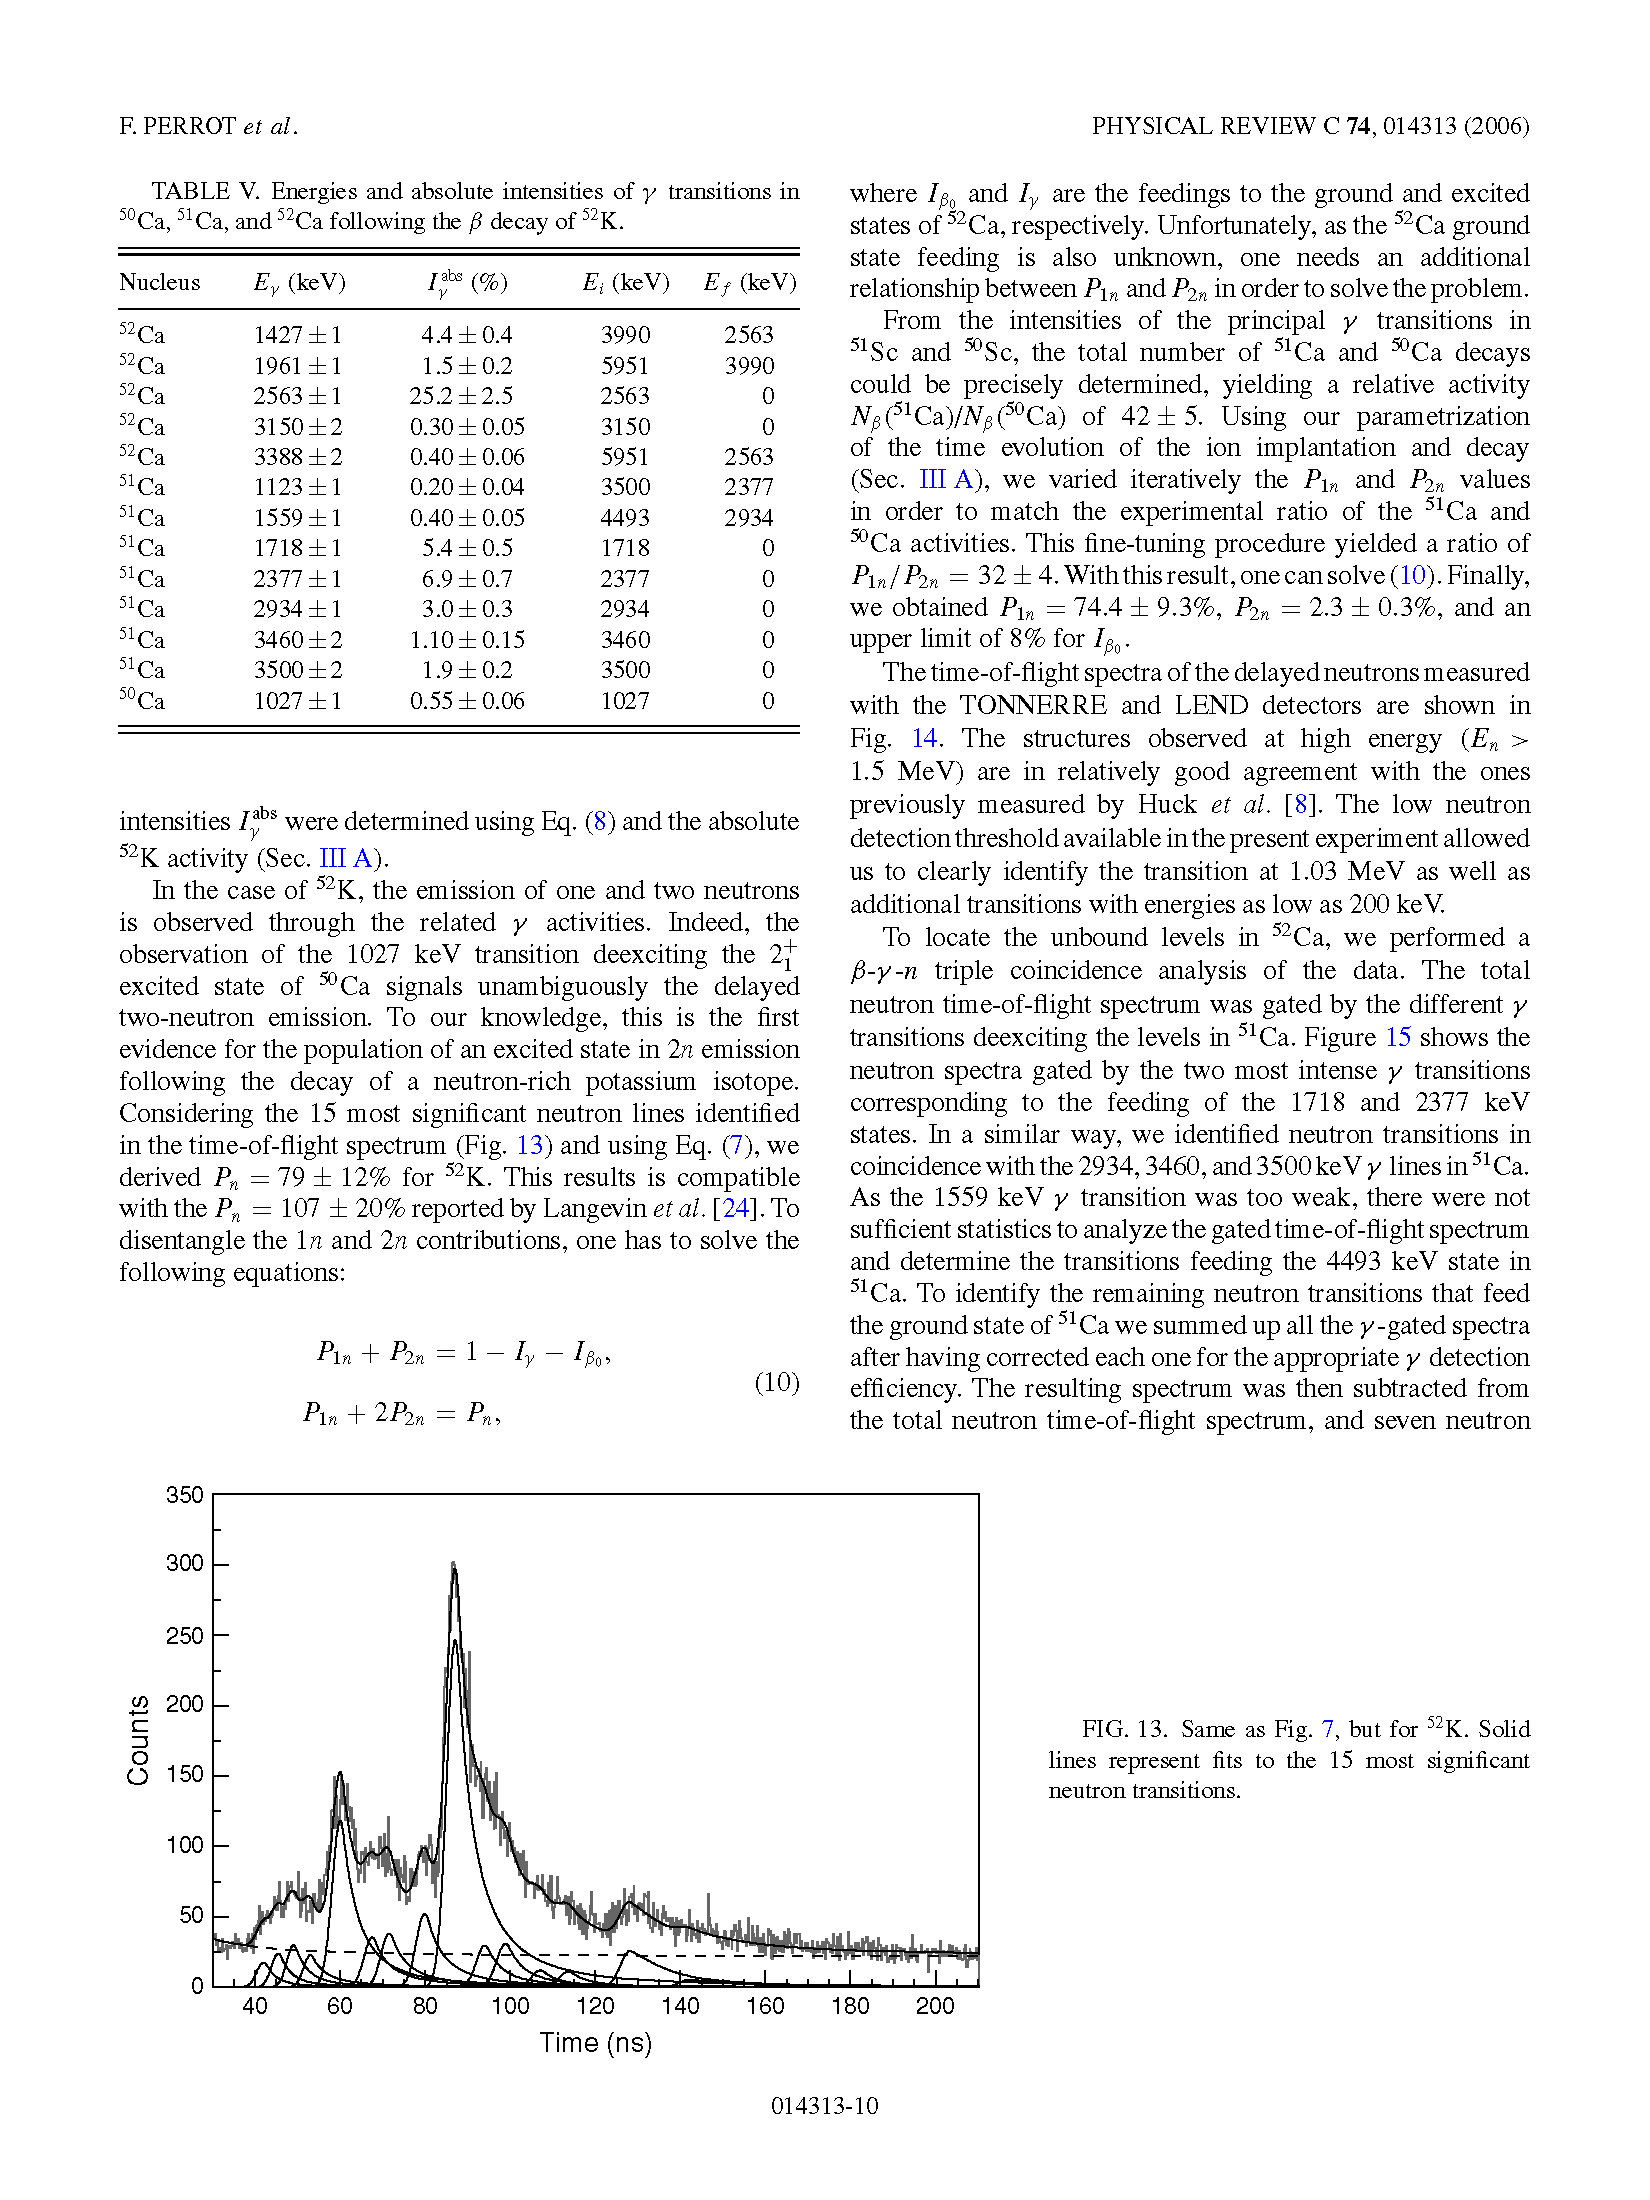 F. PERROT et al.
PHYSICAL REVIEW C 74, 014313 (2006)
TABLE V. Energies and absolute intensities of γ transitions in
⁵⁰Ca, ⁵¹Ca, and ⁵²Ca following the β decay of ⁵²K.
Nucleus Eγ (keV) Iγ^abs (%) Ei (keV) Ef (keV)
⁵²Ca 1427 ± 1 4.4 ± 0.4 3990 2563
⁵²Ca 1961 ± 1 1.5 ± 0.2 5951 3990
⁵²Ca 2563 ± 1 25.2 ± 2.5 2563 0
⁵²Ca 3150 ± 2 0.30 ± 0.05 3150 0
⁵²Ca 3388 ± 2 0.40 ± 0.06 5951 2563
⁵¹Ca 1123 ± 1 0.20 ± 0.04 3500 2377
⁵¹Ca 1559 ± 1 0.40 ± 0.05 4493 2934
⁵¹Ca 1718 ± 1 5.4 ± 0.5 1718 0
⁵¹Ca 2377 ± 1 6.9 ± 0.7 2377 0
⁵¹Ca 2934 ± 1 3.0 ± 0.3 2934 0
⁵¹Ca 3460 ± 2 1.10 ± 0.15 3460 0
⁵¹Ca 3500 ± 2 1.9 ± 0.2 3500 0
⁵⁰Ca 1027 ± 1 0.55 ± 0.06 1027 0
intensities Iγ^abs were determined using Eq. (8) and the absolute
⁵²K activity (Sec. III A).
In the case of ⁵²K, the emission of one and two neutrons
is observed through the related γ activities. Indeed, the
observation of the 1027 keV transition deexciting the 2₁⁺
excited state of ⁵⁰Ca signals unambiguously the delayed
two-neutron emission. To our knowledge, this is the first
evidence for the population of an excited state in 2n emission
following the decay of a neutron-rich potassium isotope.
Considering the 15 most significant neutron lines identified
in the time-of-flight spectrum (Fig. 13) and using Eq. (7), we
derived Pn = 79 ± 12% for ⁵²K. This results is compatible
with the Pn = 107 ± 20% reported by Langevin et al. [24]. To
disentangle the 1n and 2n contributions, one has to solve the
following equations:
P1n + P2n = 1 − Iγ − Iβ0,
(10)
P1n + 2P2n = Pn,
where Iβ0 and Iγ are the feedings to the ground and excited
states of ⁵²Ca, respectively. Unfortunately, as the ⁵²Ca ground
state feeding is also unknown, one needs an additional
relationship between P1n and P2n in order to solve the problem.
From the intensities of the principal γ transitions in
⁵¹Sc and ⁵⁰Sc, the total number of ⁵¹Ca and ⁵⁰Ca decays
could be precisely determined, yielding a relative activity
Nβ(⁵¹Ca)/Nβ(⁵⁰Ca) of 42 ± 5. Using our parametrization
of the time evolution of the ion implantation and decay
(Sec. III A), we varied iteratively the P1n and P2n values
in order to match the experimental ratio of the ⁵¹Ca and
⁵⁰Ca activities. This fine-tuning procedure yielded a ratio of
P1n/P2n = 32 ± 4. With this result, one can solve (10). Finally,
we obtained P1n = 74.4 ± 9.3%, P2n = 2.3 ± 0.3%, and an
upper limit of 8% for Iβ0.
The time-of-flight spectra of the delayed neutrons measured
with the TONNERRE and LEND detectors are shown in
Fig. 14. The structures observed at high energy (En >
1.5 MeV) are in relatively good agreement with the ones
previously measured by Huck et al. [8]. The low neutron
detection threshold available in the present experiment allowed
us to clearly identify the transition at 1.03 MeV as well as
additional transitions with energies as low as 200 keV.
To locate the unbound levels in ⁵²Ca, we performed a
β-γ-n triple coincidence analysis of the data. The total
neutron time-of-flight spectrum was gated by the different γ
transitions deexciting the levels in ⁵¹Ca. Figure 15 shows the
neutron spectra gated by the two most intense γ transitions
corresponding to the feeding of the 1718 and 2377 keV
states. In a similar way, we identified neutron transitions in
coincidence with the 2934, 3460, and 3500 keV γ lines in ⁵¹Ca.
As the 1559 keV γ transition was too weak, there were not
sufficient statistics to analyze the gated time-of-flight spectrum
and determine the transitions feeding the 4493 keV state in
⁵¹Ca. To identify the remaining neutron transitions that feed
the ground state of ⁵¹Ca we summed up all the γ-gated spectra
after having corrected each one for the appropriate γ detection
efficiency. The resulting spectrum was then subtracted from
the total neutron time-of-flight spectrum, and seven neutron
350
300
250
200
150
100
50
0
Counts
40 60 80 100 120 140 160 180 200
Time (ns)
FIG. 13. Same as Fig. 7, but for ⁵²K. Solid
lines represent fits to the 15 most significant
neutron transitions.
014313-10